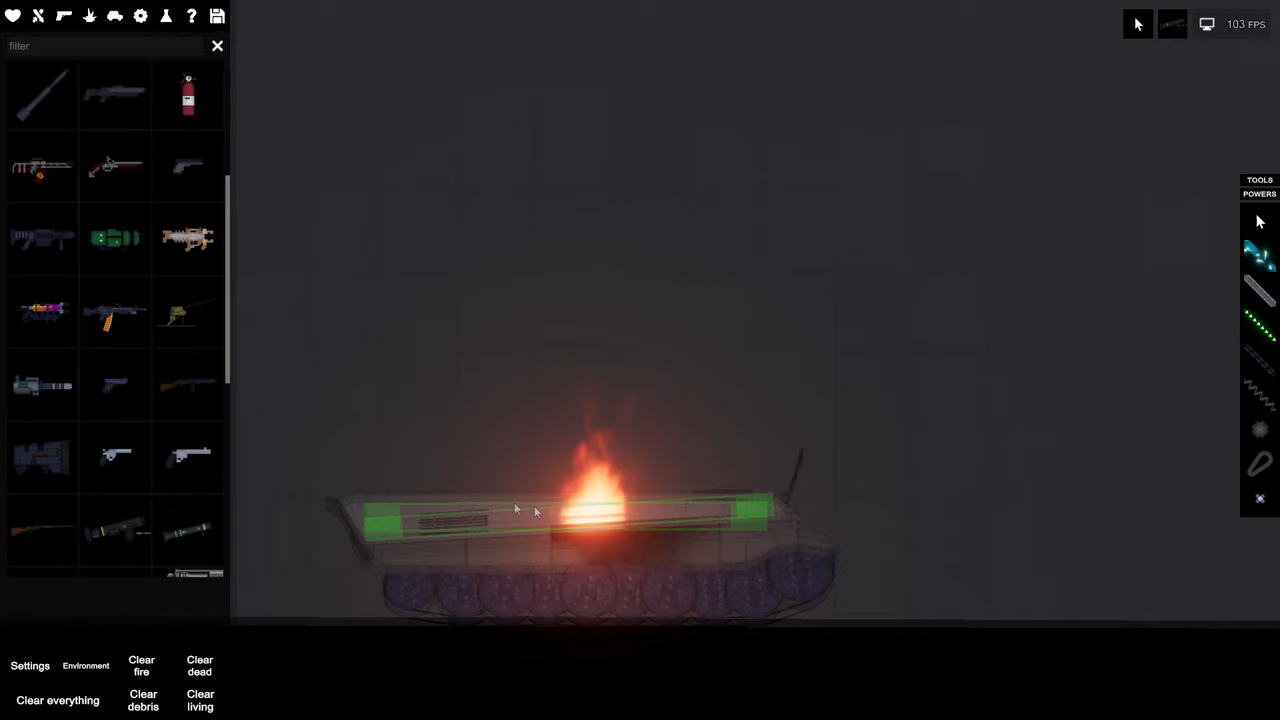 103 FPS
filter
TOOLS
POWERS
Settings
Environment
Clear
fire
Clear
dead
Clear everything
Clear
debris
Clear
living